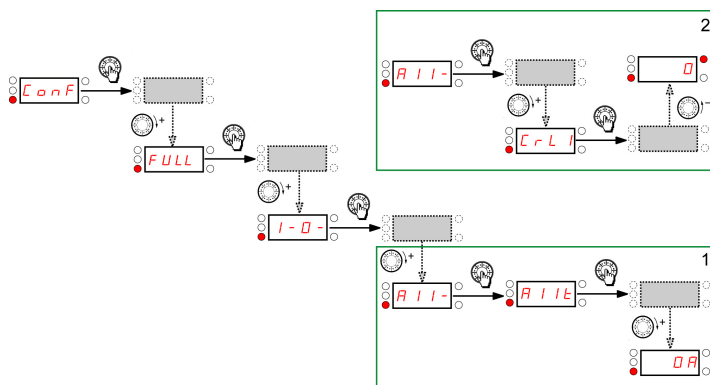 2
AI1-
0
ConF
+
-
+
FULL
CrL1
+
I-O-
1
+
AI1-
AI1t
+
0A